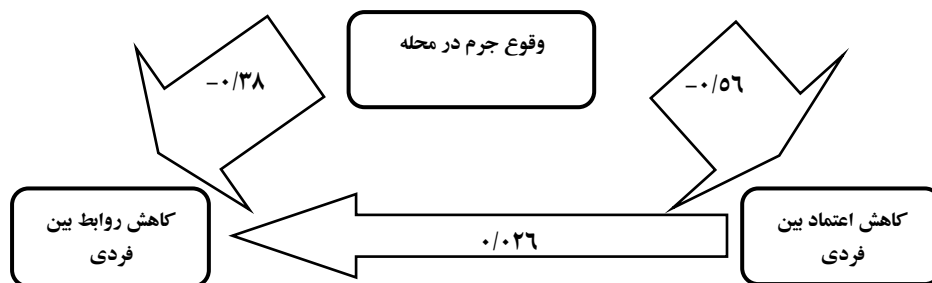 وقوع جرم در محله
-۰/۳۸
-۰/۵۶
کاهش اعتماد بین
فردی
۰/۰۲۶
کاهش روابط بین
فردی